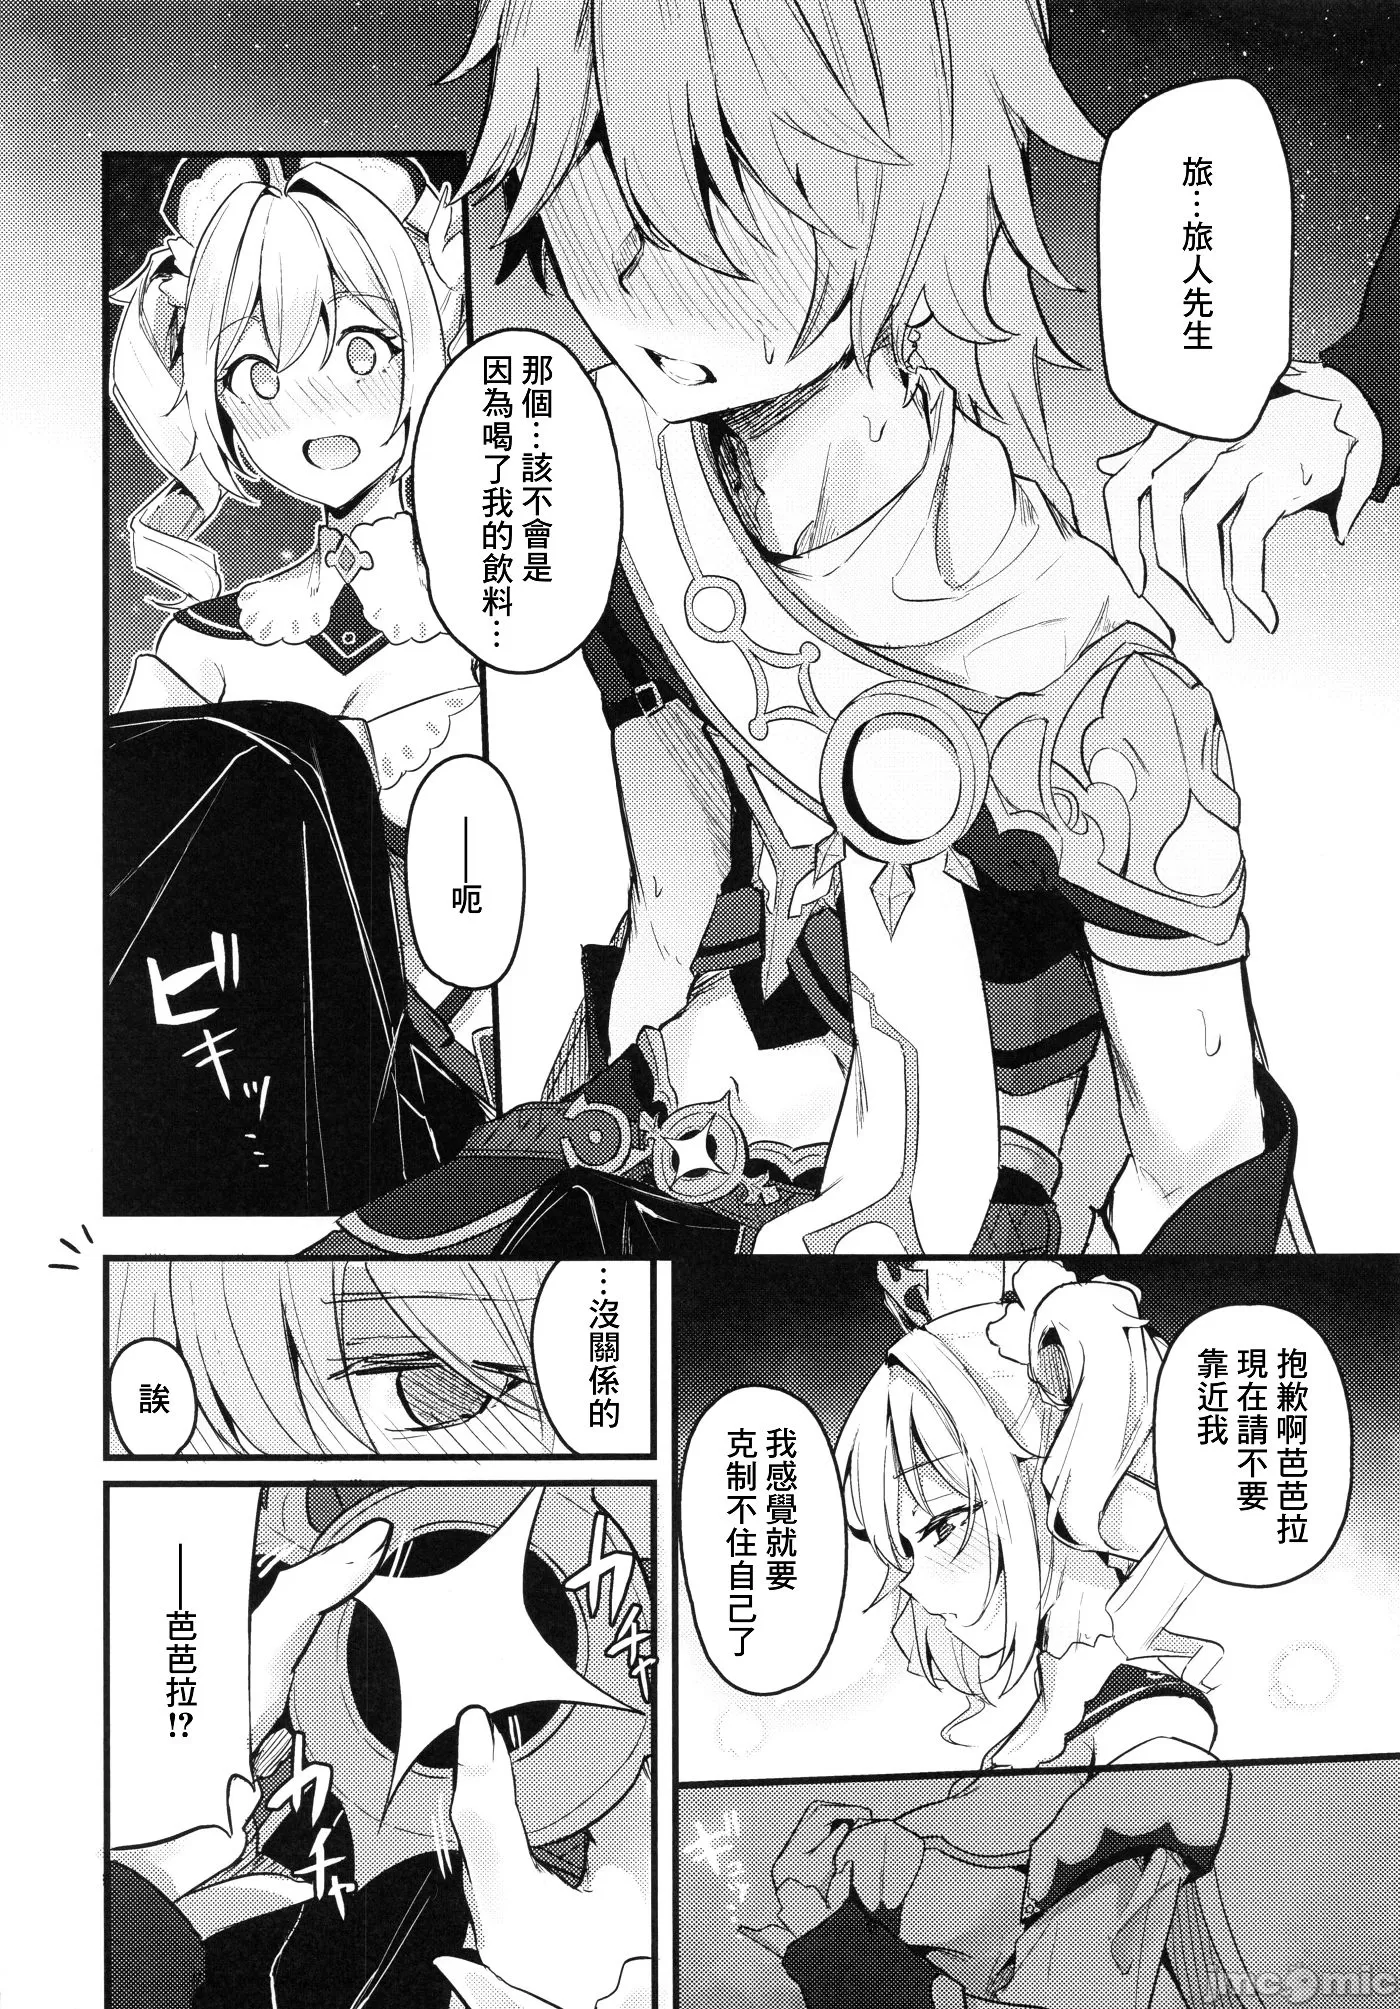 旅…旅人先生
那個…該不會是
因為喝了我的飲料…
——呃
ビキッ
抱歉啊芭芭拉
現在請不要
靠近我
我感覺就要
克制不住自己了
ギュ
…沒關係的
誒
カチャ
カチャ
——芭芭拉!?